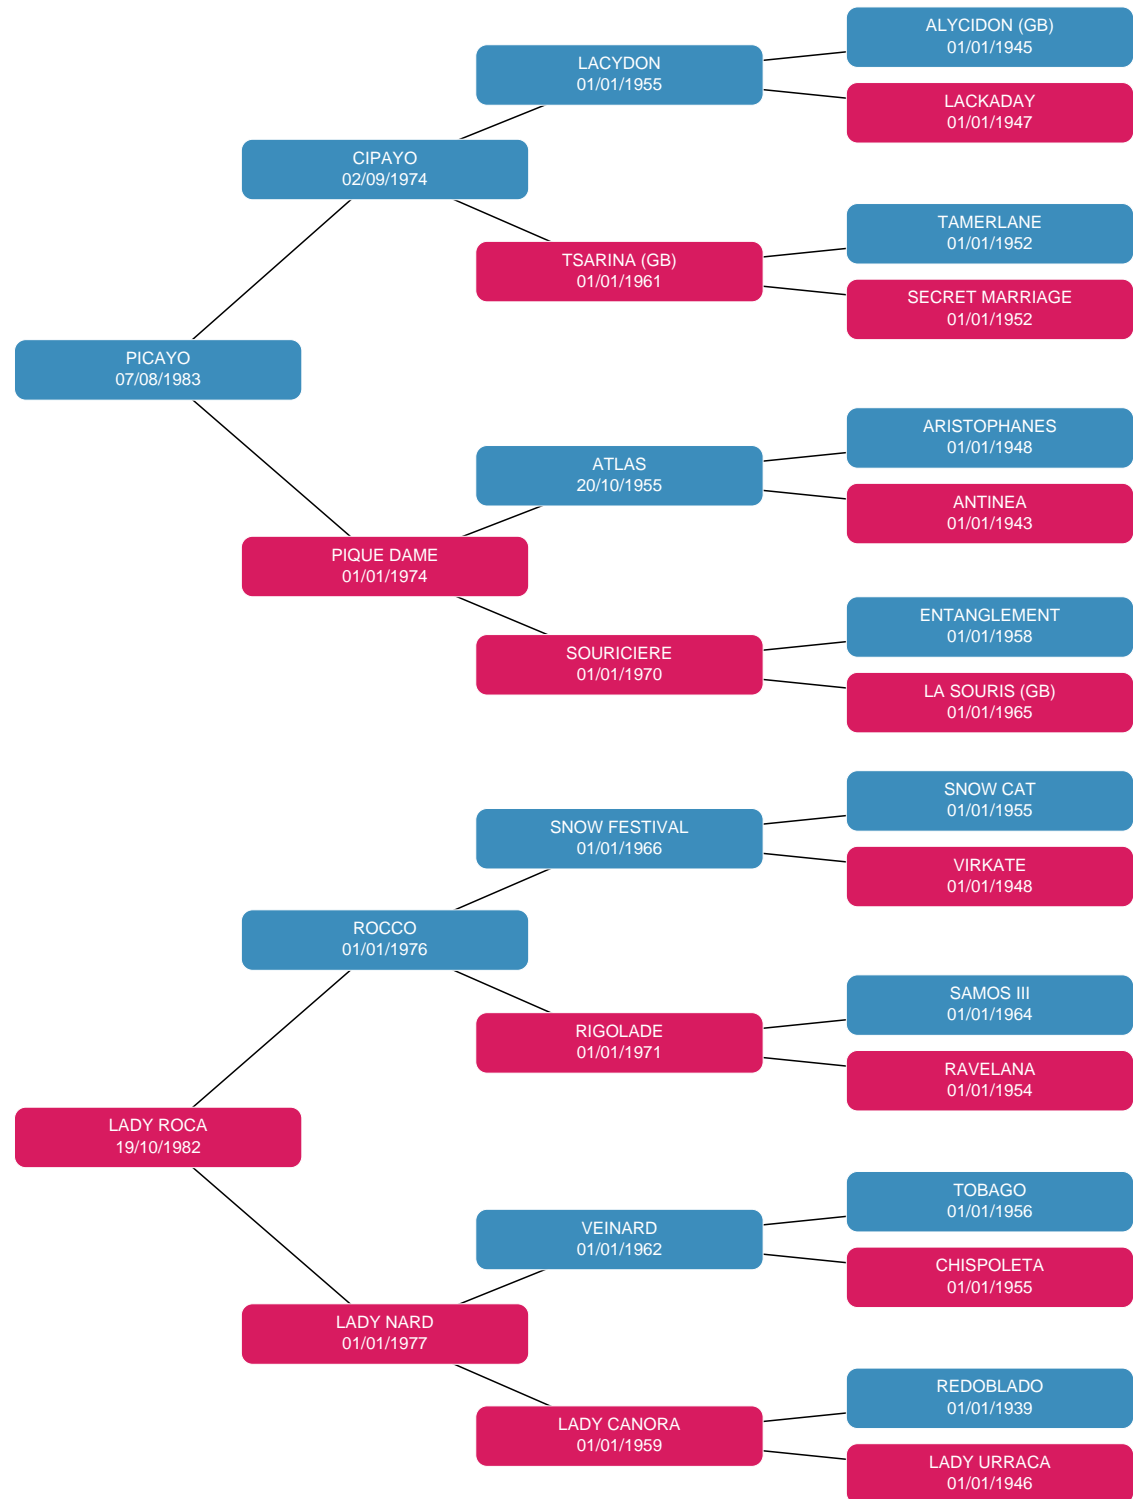 ALYCIDON (GB)
01/01/1945
LACYDON
01/01/1955
LACKADAY
01/01/1947
CIPAYO
02/09/1974
TAMERLANE
01/01/1952
TSARINA (GB)
01/01/1961
SECRET MARRIAGE
01/01/1952
PICAYO
07/08/1983
ARISTOPHANES
01/01/1948
ATLAS
20/10/1955
ANTINEA
01/01/1943
PIQUE DAME
01/01/1974
ENTANGLEMENT
01/01/1958
SOURICIERE
01/01/1970
LA SOURIS (GB)
01/01/1965
SNOW CAT
01/01/1955
SNOW FESTIVAL
01/01/1966
VIRKATE
01/01/1948
ROCCO
01/01/1976
SAMOS III
01/01/1964
RIGOLADE
01/01/1971
RAVELANA
01/01/1954
LADY ROCA
19/10/1982
TOBAGO
01/01/1956
VEINARD
01/01/1962
CHISPOLETA
01/01/1955
LADY NARD
01/01/1977
REDOBLADO
01/01/1939
LADY CANORA
01/01/1959
LADY URRACA
01/01/1946